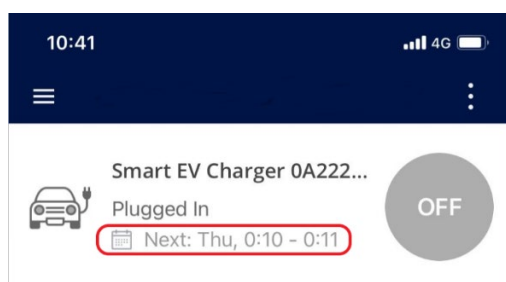 10:41
4G
Smart EV Charger 0A222...
Plugged In
OFF
Next: Thu, 0:10 - 0:11